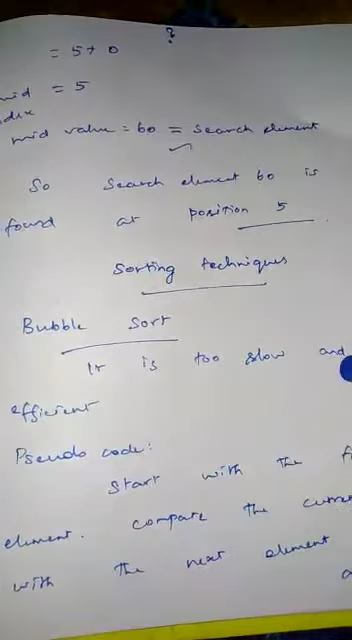 ?
= 5 + 0
mid = 5
mid value = 60 = search element
So search element 60 is
found at position 5
Sorting techniques
Bubble Sort
It is too slow and
efficient
Pseudo code:
Start with the
element. compare the
with the next element